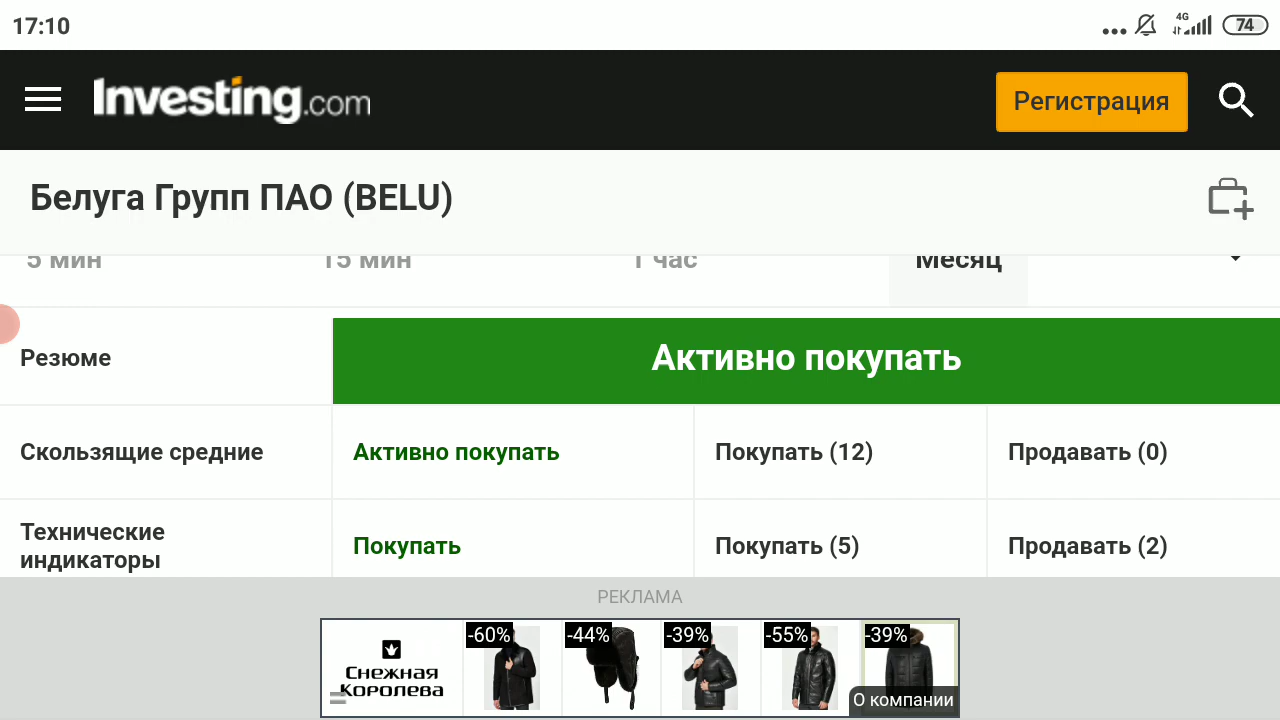 17:10
4G
74
Investing.com
Регистрация
Белуга Групп ПАО (BELU)
5 мин
15 мин
1 час
Месяц
Резюме
Активно покупать
Скользящие средние
Активно покупать
Покупать (12)
Продавать (0)
Технические
индикаторы
Покупать
Покупать (5)
Продавать (2)
РЕКЛАМА
Снежная
Королева
-60%
-44%
-39%
-55%
-39%
О компании